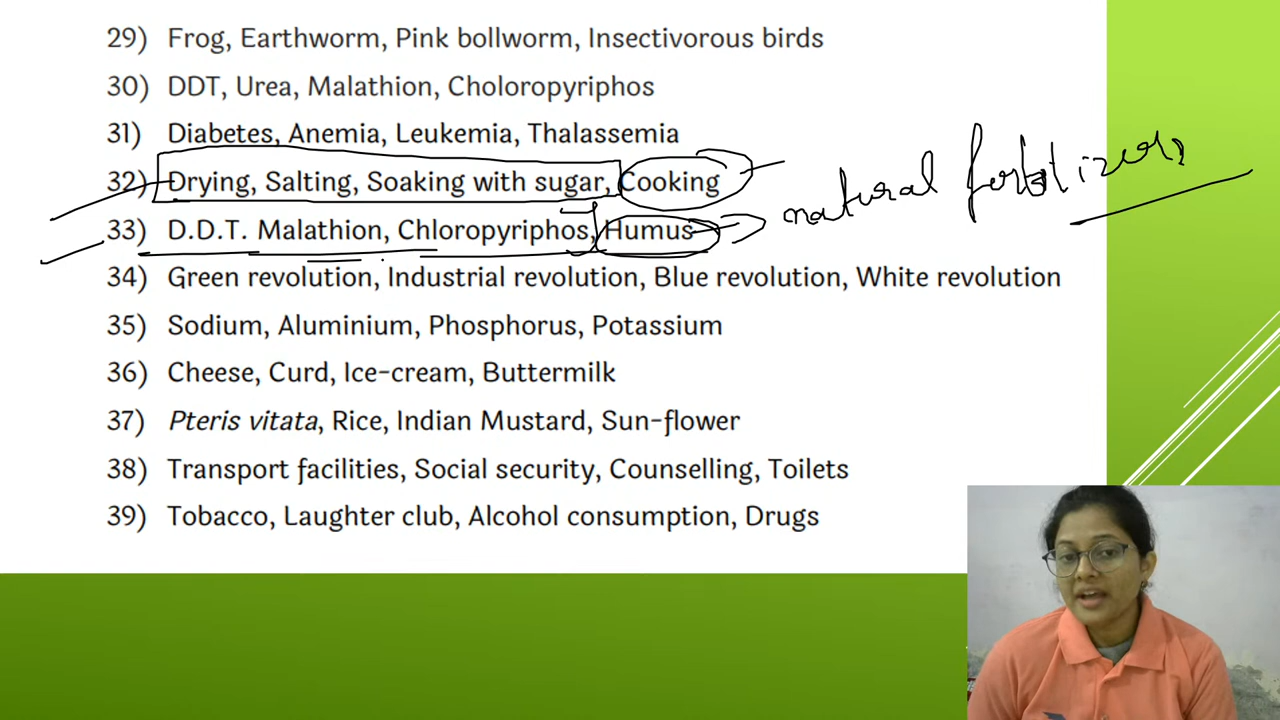 29) Frog, Earthworm, Pink bollworm, Insectivorous birds
30) DDT, Urea, Malathion, Choloropyriphos
31) Diabetes, Anemia, Leukemia, Thalassemia
32) Drying, Salting, Soaking with sugar, Cooking
33) D.D.T. Malathion, Chloropyriphos, Humus
natural fertilizers
34) Green revolution, Industrial revolution, Blue revolution, White revolution
35) Sodium, Aluminium, Phosphorus, Potassium
36) Cheese, Curd, Ice-cream, Buttermilk
37) Pteris vitata, Rice, Indian Mustard, Sun-flower
38) Transport facilities, Social security, Counselling, Toilets
39) Tobacco, Laughter club, Alcohol consumption, Drugs